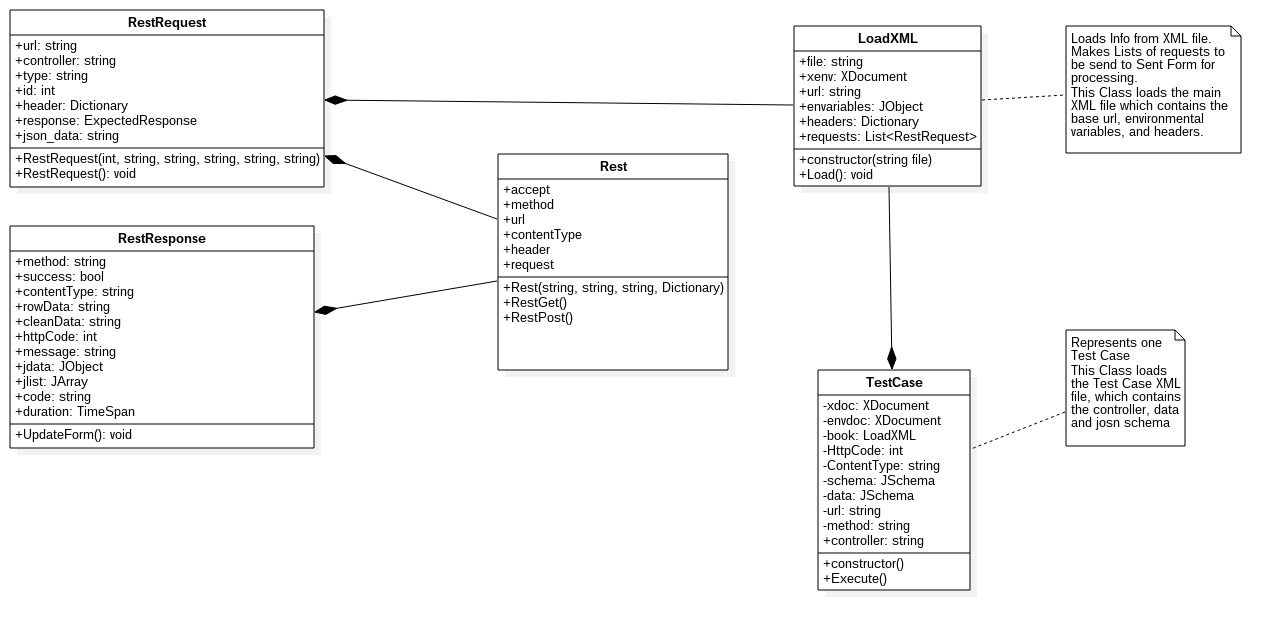 RestRequest
+url: string
+controller: string
+type: string
+id: int
+header: Dictionary
+response: ExpectedResponse
+json_data: string
+RestRequest(int, string, string, string, string, string)
+RestRequest(): void
RestResponse
+method: string
+success: bool
+contentType: string
+rowData: string
+cleanData: string
+httpCode: int
+message: string
+jdata: JObject
+jlist: JArray
+code: string
+duration: TimeSpan
+UpdateForm(): void
Rest
+accept
+method
+url
+contentType
+header
+request
+Rest(string, string, string, Dictionary)
+RestGet()
+RestPost()
LoadXML
+file: string
+xenv: XDocument
+url: string
+envariables: JObject
+headers: Dictionary
+requests: List<RestRequest>
+constructor(string file)
+Load(): void
Loads Info from XML file.
Makes Lists of requests to
be send to Sent Form for
processing.
This Class loads the main
XML file which contains the
base url, environmental
variables, and headers.
TestCase
-xdoc: XDocument
-envdoc: XDocument
-book: LoadXML
-HttpCode: int
-ContentType: string
-schema: JSchema
-data: JSchema
-url: string
-method: string
+controller: string
+constructor()
+Execute()
Represents one
Test Case
This Class loads
the Test Case XML
file, which contains
the controller, data
and josn schema